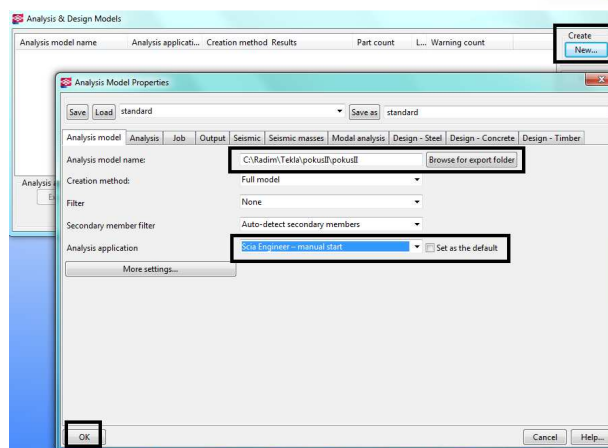 Analysis & Design Models
Analysis model name Analysis applicati... Creation method Results Part count L... Warning count
Create
New...
Analysis Model Properties
Save Load standard Save as standard
Analysis model Analysis Job Output Seismic Seismic masses Modal analysis Design - Steel Design - Concrete Design - Timber
Analysis model name: C:\Radim\Tekla\pokusII\pokusII Browse for export folder
Creation method: Full model
Filter None
Secondary member filter Auto-detect secondary members
Analysis application Scia Engineer – manual start Set as the default
More settings...
OK Cancel Help...